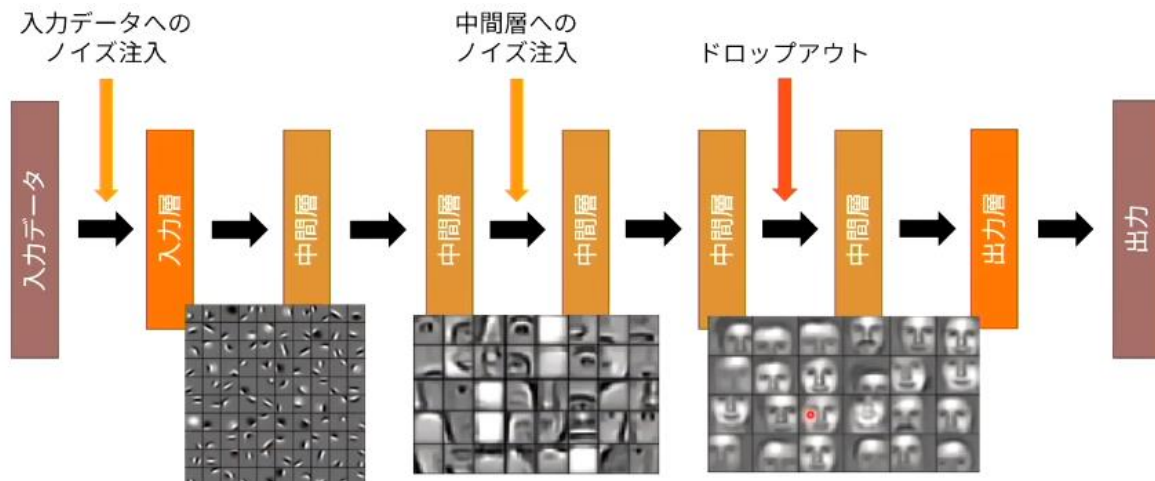 入力データへの
ノイズ注入
中間層への
ノイズ注入
ドロップアウト
入力データ
入力層
中間層
中間層
中間層
中間層
中間層
出力層
出力